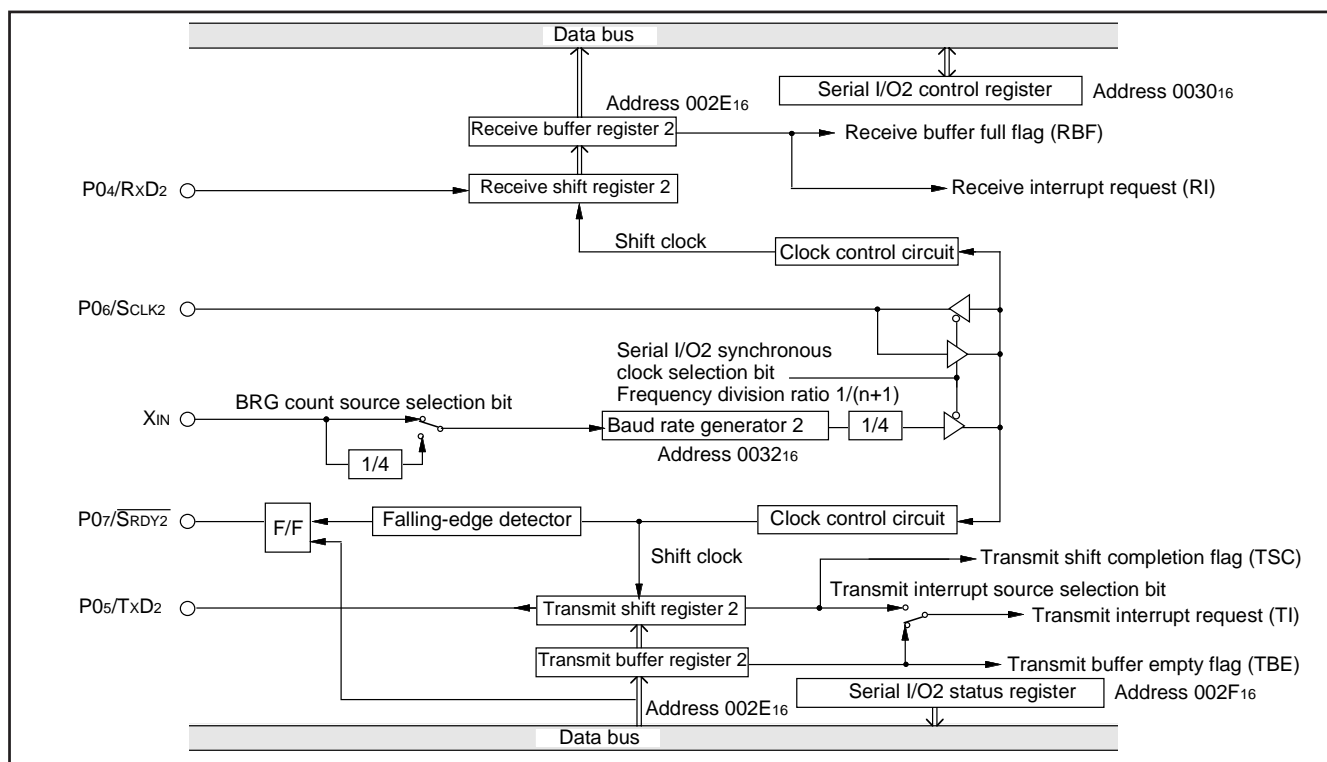 Data bus
Serial I/O2 control register
Address 0030₁₆
Address 002E₁₆
Receive buffer register 2
Receive buffer full flag (RBF)
P0₄/RxD₂
Receive shift register 2
Receive interrupt request (RI)
Shift clock
Clock control circuit
P0₆/SCLK2
Serial I/O2 synchronous
clock selection bit
Frequency division ratio 1/(n+1)
BRG count source selection bit
XIN
Baud rate generator 2
1/4
Address 0032₁₆
1/4
P0₇/S̅R̅D̅Y̅2̅
F/F
Falling-edge detector
Clock control circuit
Shift clock
Transmit shift completion flag (TSC)
Transmit interrupt source selection bit
P0₅/TxD₂
Transmit shift register 2
Transmit interrupt request (TI)
Transmit buffer register 2
Transmit buffer empty flag (TBE)
Serial I/O2 status register
Address 002F₁₆
Address 002E₁₆
Data bus